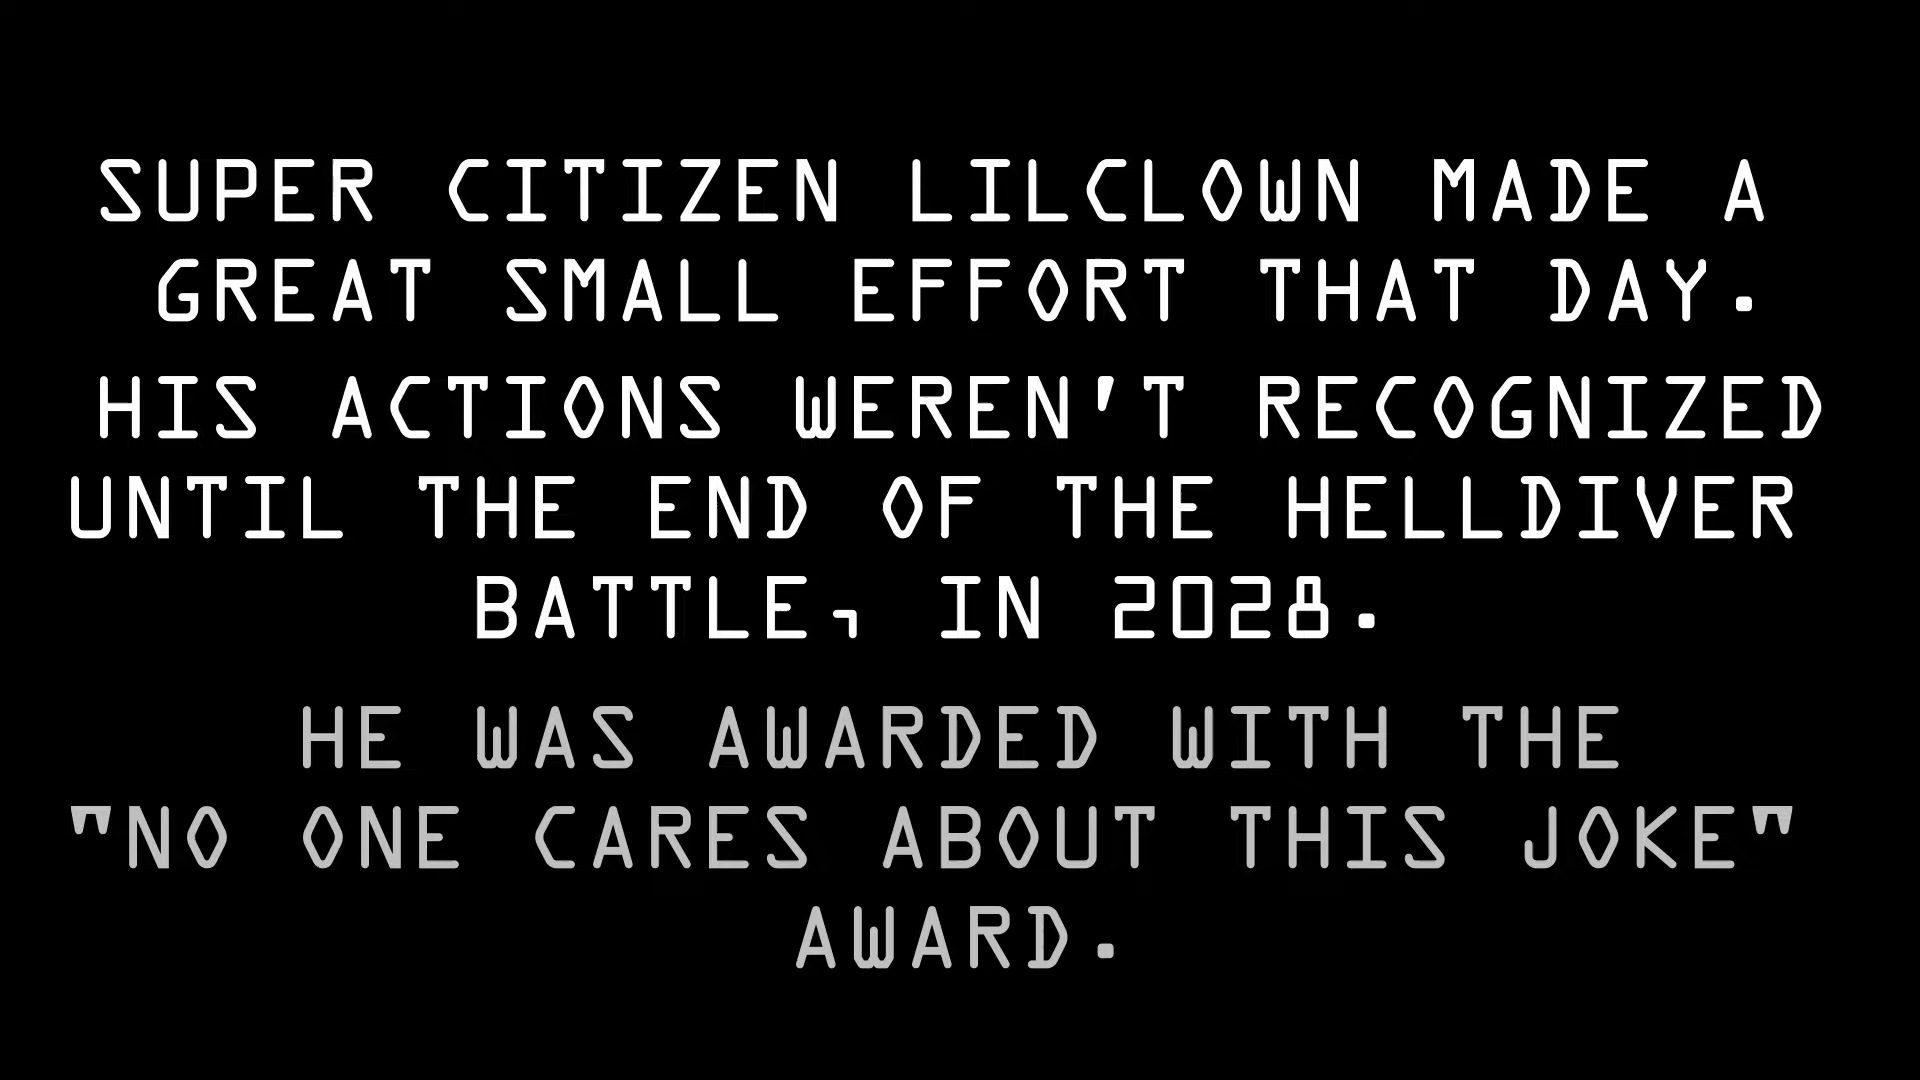 SUPER CITIZEN LILCLOWN MADE A
GREAT SMALL EFFORT THAT DAY.
HIS ACTIONS WEREN'T RECOGNIZED
UNTIL THE END OF THE HELLDIVER
BATTLE, IN 2028.
HE WAS AWARDED WITH THE
"NO ONE CARES ABOUT THIS JOKE"
AWARD.